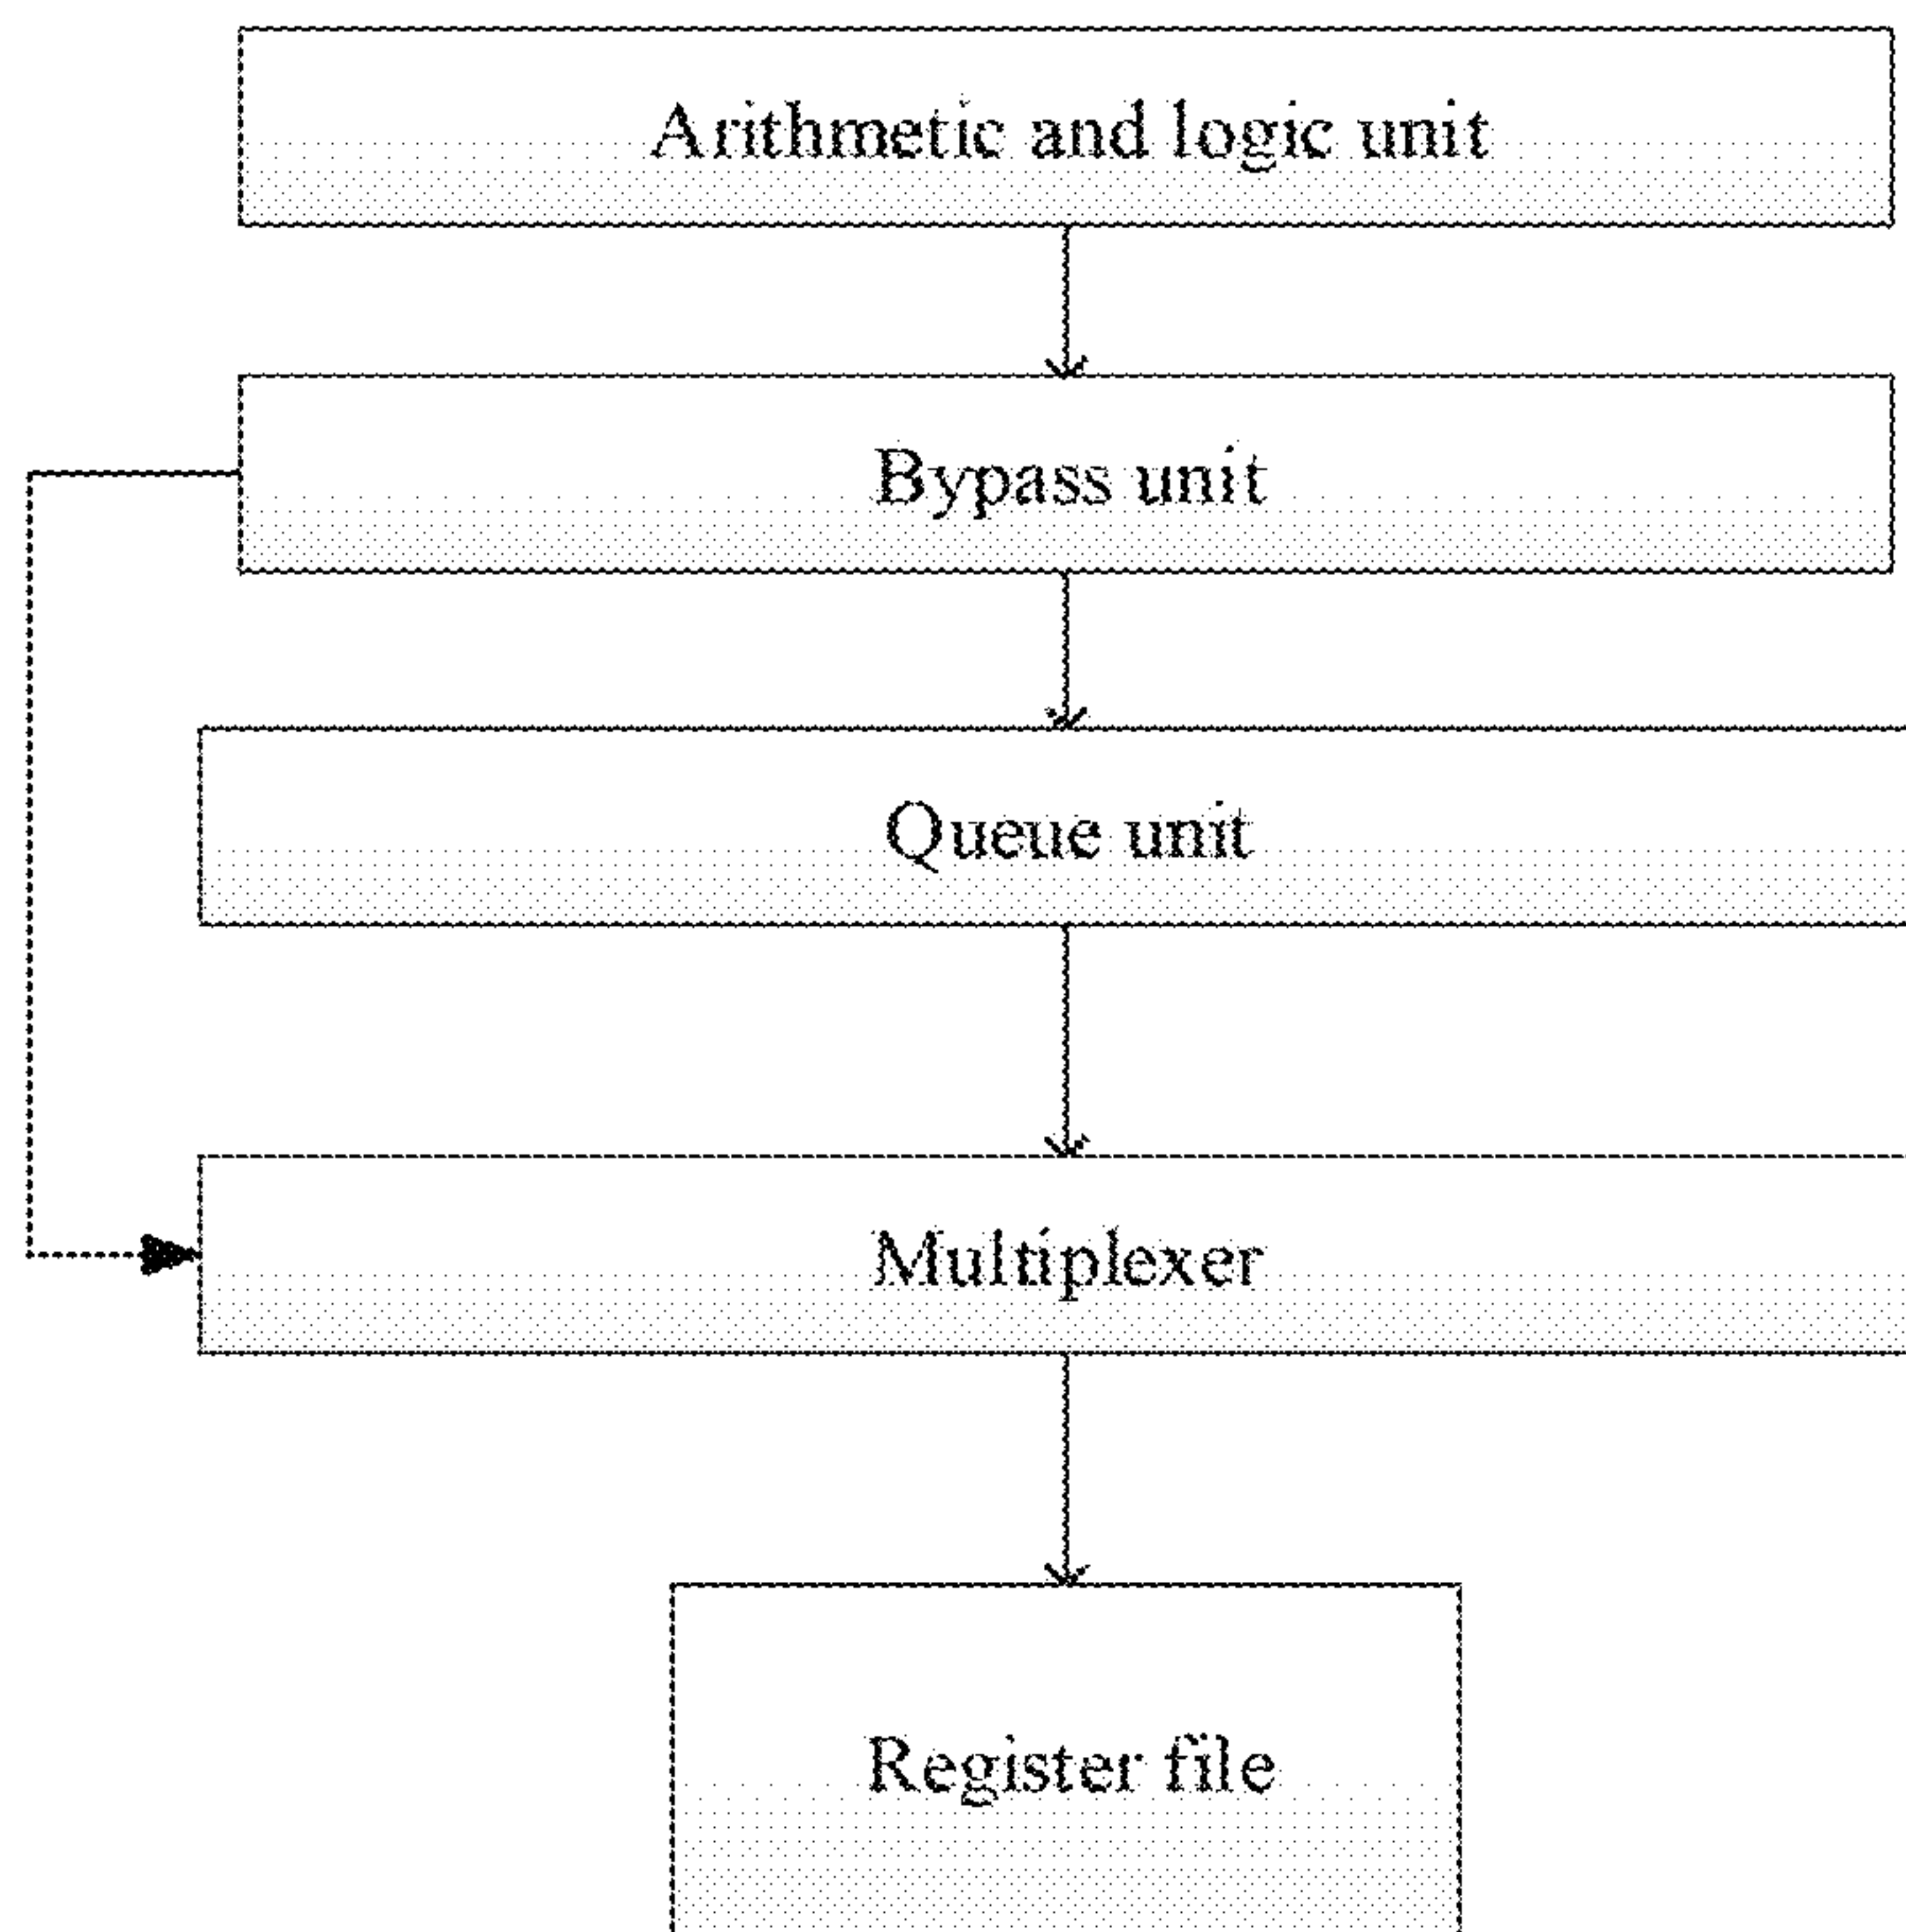 Arithmetic and logic unit
Bypass unit
Queue unit
Multiplexer
Register file